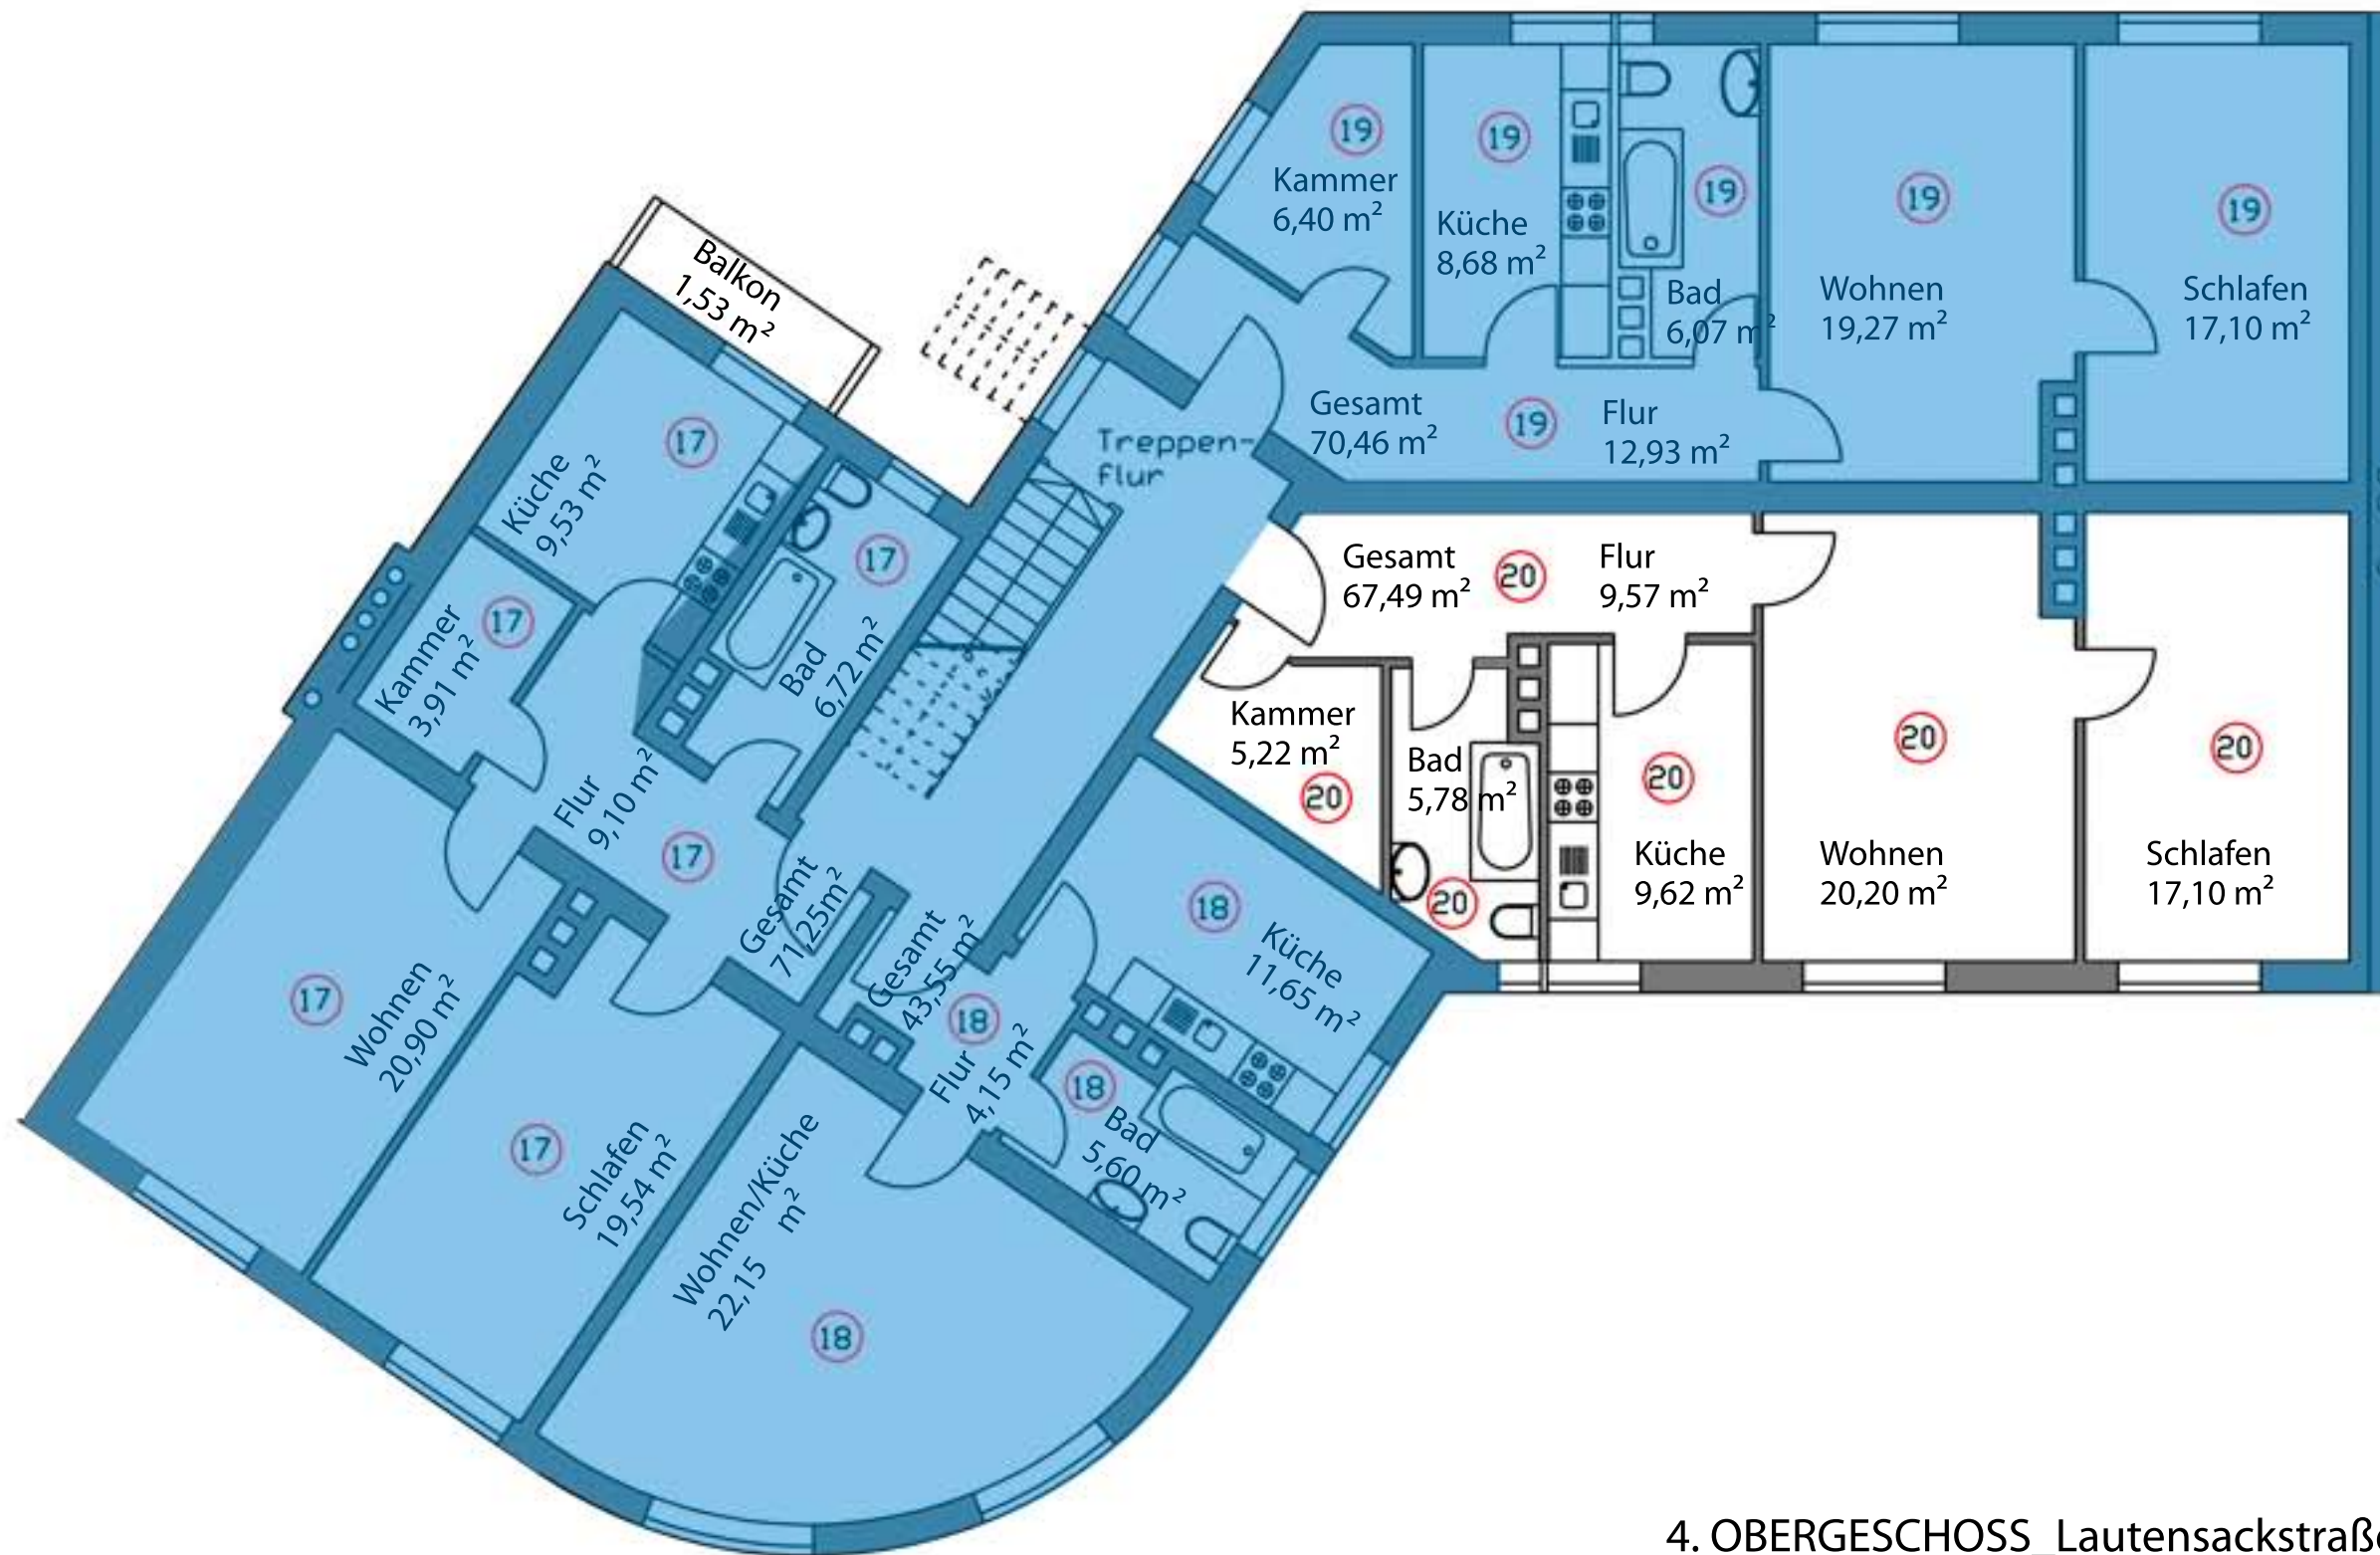 19
Kammer
6,40 m²
19
Küche
8,68 m²
19
Bad
6,07 m²
19
Wohnen
19,27 m²
19
Schlafen
17,10 m²
Gesamt
70,46 m²
19
Flur
12,93 m²
Balkon
1,53 m²
Treppen-
flur
17
Küche
9,53 m²
17
Kammer
3,91 m²
17
Bad
6,72 m²
Flur
9,10 m²
17
Gesamt
71,25m²
17
Wohnen
20,90 m²
17
Schlafen
19,54 m²
Gesamt
43,55 m²
18
Flur
4,15 m²
18
Küche
11,65 m²
18
Bad
5,60 m²
Wohnen/Küche
22,15 m²
18
Gesamt
67,49 m²
20
Flur
9,57 m²
Kammer
5,22 m²
20
Bad
5,78 m²
20
20
Küche
9,62 m²
20
Wohnen
20,20 m²
20
Schlafen
17,10 m²
4. OBERGESCHOSS_Lautensackstraße